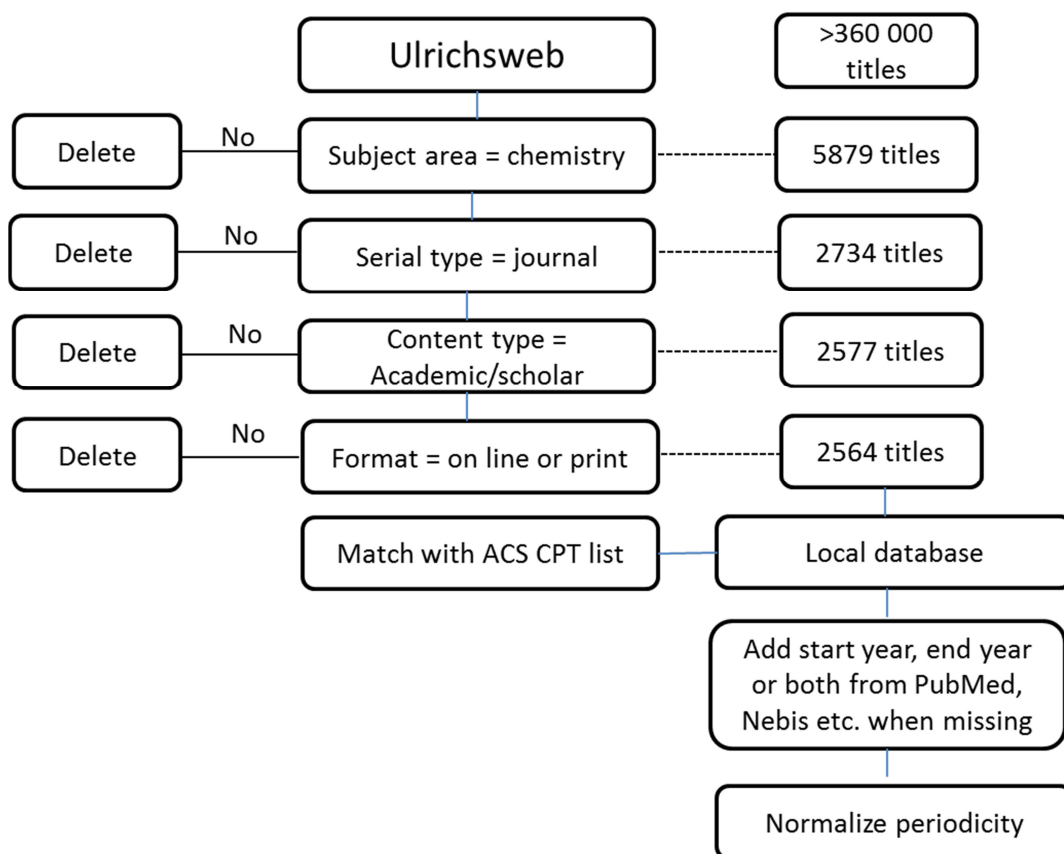 Ulrichsweb
>360 000
titles
Delete
No
Subject area = chemistry
5879 titles
Delete
No
Serial type = journal
2734 titles
Delete
No
Content type =
Academic/scholar
2577 titles
Delete
No
Format = on line or print
2564 titles
Match with ACS CPT list
Local database
Add start year, end year
or both from PubMed,
Nebis etc. when missing
Normalize periodicity